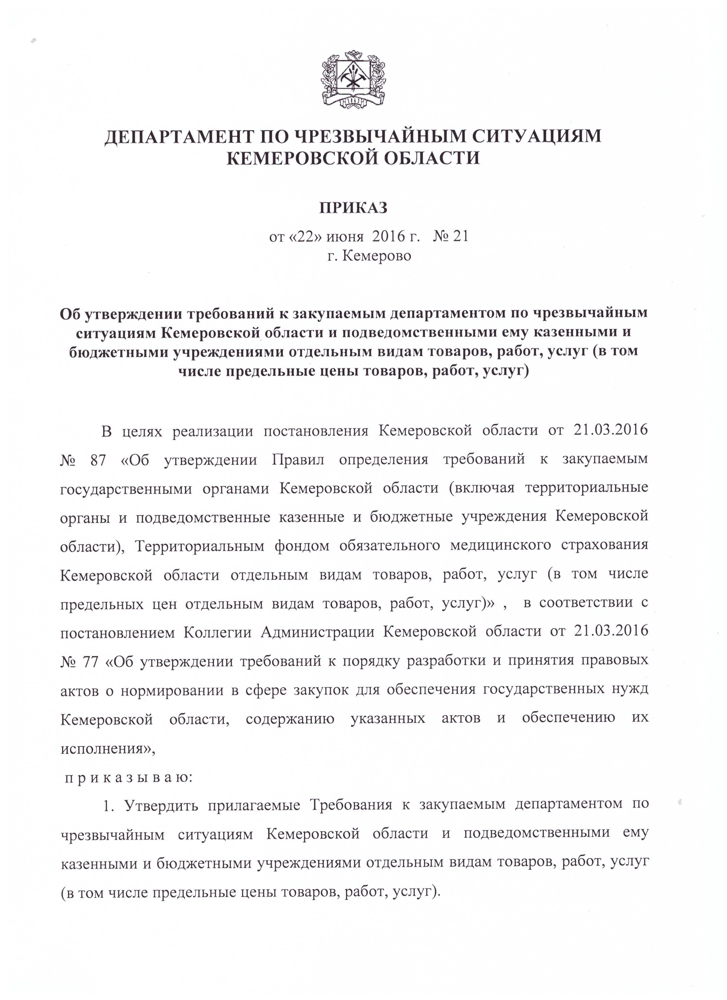 ДЕПАРТАМЕНТ ПО ЧРЕЗВЫЧАЙНЫМ СИТУАЦИЯМ
КЕМЕРОВСКОЙ ОБЛАСТИ
ПРИКАЗ
от «22» июня 2016 г. № 21
г. Кемерово
Об утверждении требований к закупаемым департаментом по чрезвычайным
ситуациям Кемеровской области и подведомственными ему казенными и
бюджетными учреждениями отдельным видам товаров, работ, услуг (в том
числе предельные цены товаров, работ, услуг)
В целях реализации постановления Кемеровской области от 21.03.2016
№ 87 «Об утверждении Правил определения требований к закупаемым
государственными органами Кемеровской области (включая территориальные
органы и подведомственные казенные и бюджетные учреждения Кемеровской
области), Территориальным фондом обязательного медицинского страхования
Кемеровской области отдельным видам товаров, работ, услуг (в том числе
предельных цен отдельным видам товаров, работ, услуг)» , в соответствии с
постановлением Коллегии Администрации Кемеровской области от 21.03.2016
№ 77 «Об утверждении требований к порядку разработки и принятия правовых
актов о нормировании в сфере закупок для обеспечения государственных нужд
Кемеровской области, содержанию указанных актов и обеспечению их
исполнения»,
п р и к а з ы в а ю:
1. Утвердить прилагаемые Требования к закупаемым департаментом по
чрезвычайным ситуациям Кемеровской области и подведомственными ему
казенными и бюджетными учреждениями отдельным видам товаров, работ, услуг
(в том числе предельные цены товаров, работ, услуг).